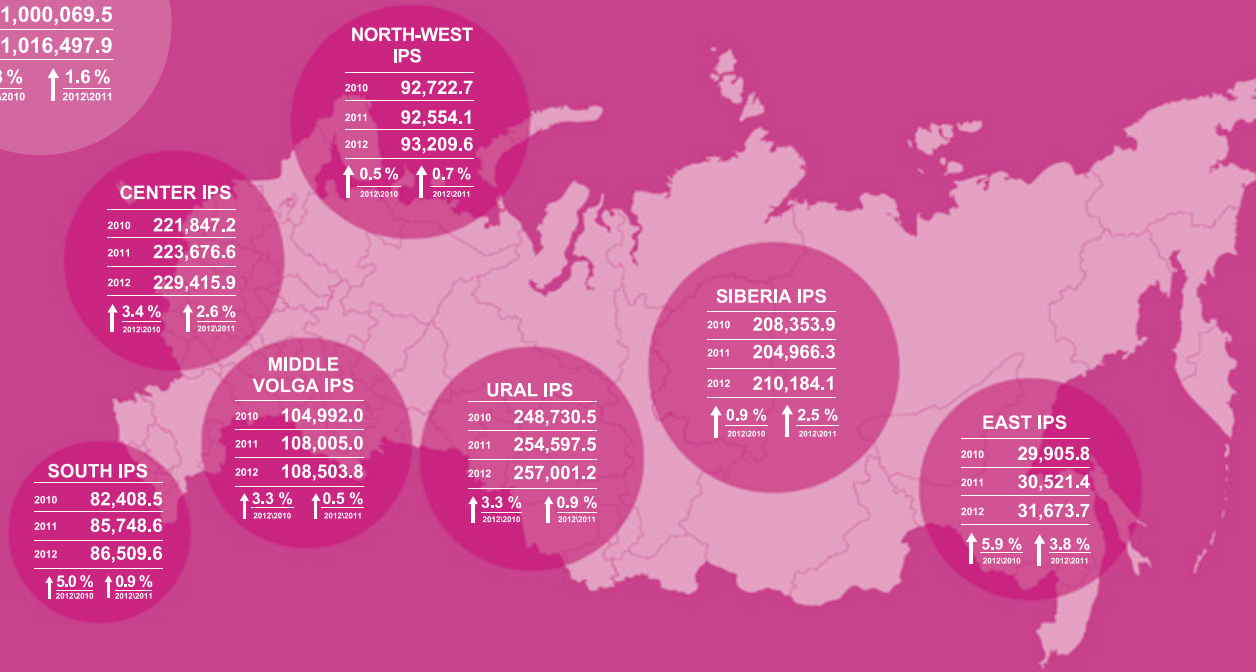 1,000,069.5
1,016,497.9
%
1.6 %
2010
2012\2011
NORTH-WEST
IPS
2010 92,722.7
2011 92,554.1
2012 93,209.6
0.5 % 0.7 %
2012\2010 2012\2011
CENTER IPS
2010 221,847.2
2011 223,676.6
2012 229,415.9
3.4 % 2.6 %
2012\2010 2012\2011
SIBERIA IPS
2010 208,353.9
2011 204,966.3
2012 210,184.1
0.9 % 2.5 %
2012\2010 2012\2011
MIDDLE
VOLGA IPS
2010 104,992.0
2011 108,005.0
2012 108,503.8
3.3 % 0.5 %
2012\2010 2012\2011
URAL IPS
2010 248,730.5
2011 254,597.5
2012 257,001.2
3.3 % 0.9 %
2012\2010 2012\2011
EAST IPS
2010 29,905.8
2011 30,521.4
2012 31,673.7
5.9 % 3.8 %
2012\2010 2012\2011
SOUTH IPS
2010 82,408.5
2011 85,748.6
2012 86,509.6
5.0 % 0.9 %
2012\2010 2012\2011